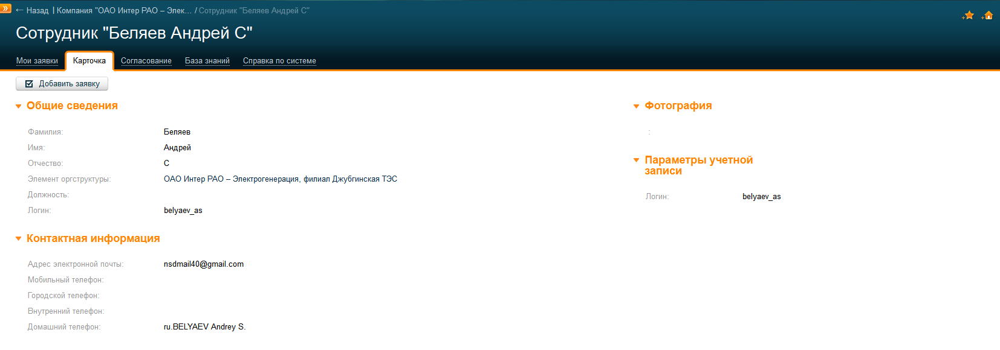 ← Назад | Компания "ОАО Интер РАО – Элек... / Сотрудник "Беляев Андрей С"
Сотрудник "Беляев Андрей С"
Мои заявки Карточка Согласование База знаний Справка по системе
Добавить заявку
Общие сведения
Фамилия: Беляев
Имя: Андрей
Отчество: С
Элемент оргструктуры: ОАО Интер РАО – Электрогенерация, филиал Джубгинская ТЭС
Должность:
Логин: belyaev_as
Контактная информация
Адрес электронной почты: nsdmail40@gmail.com
Мобильный телефон:
Городской телефон:
Внутренний телефон:
Домашний телефон: ru.BELYAEV Andrey S.
Фотография
:
Параметры учетной
записи
Логин: belyaev_as